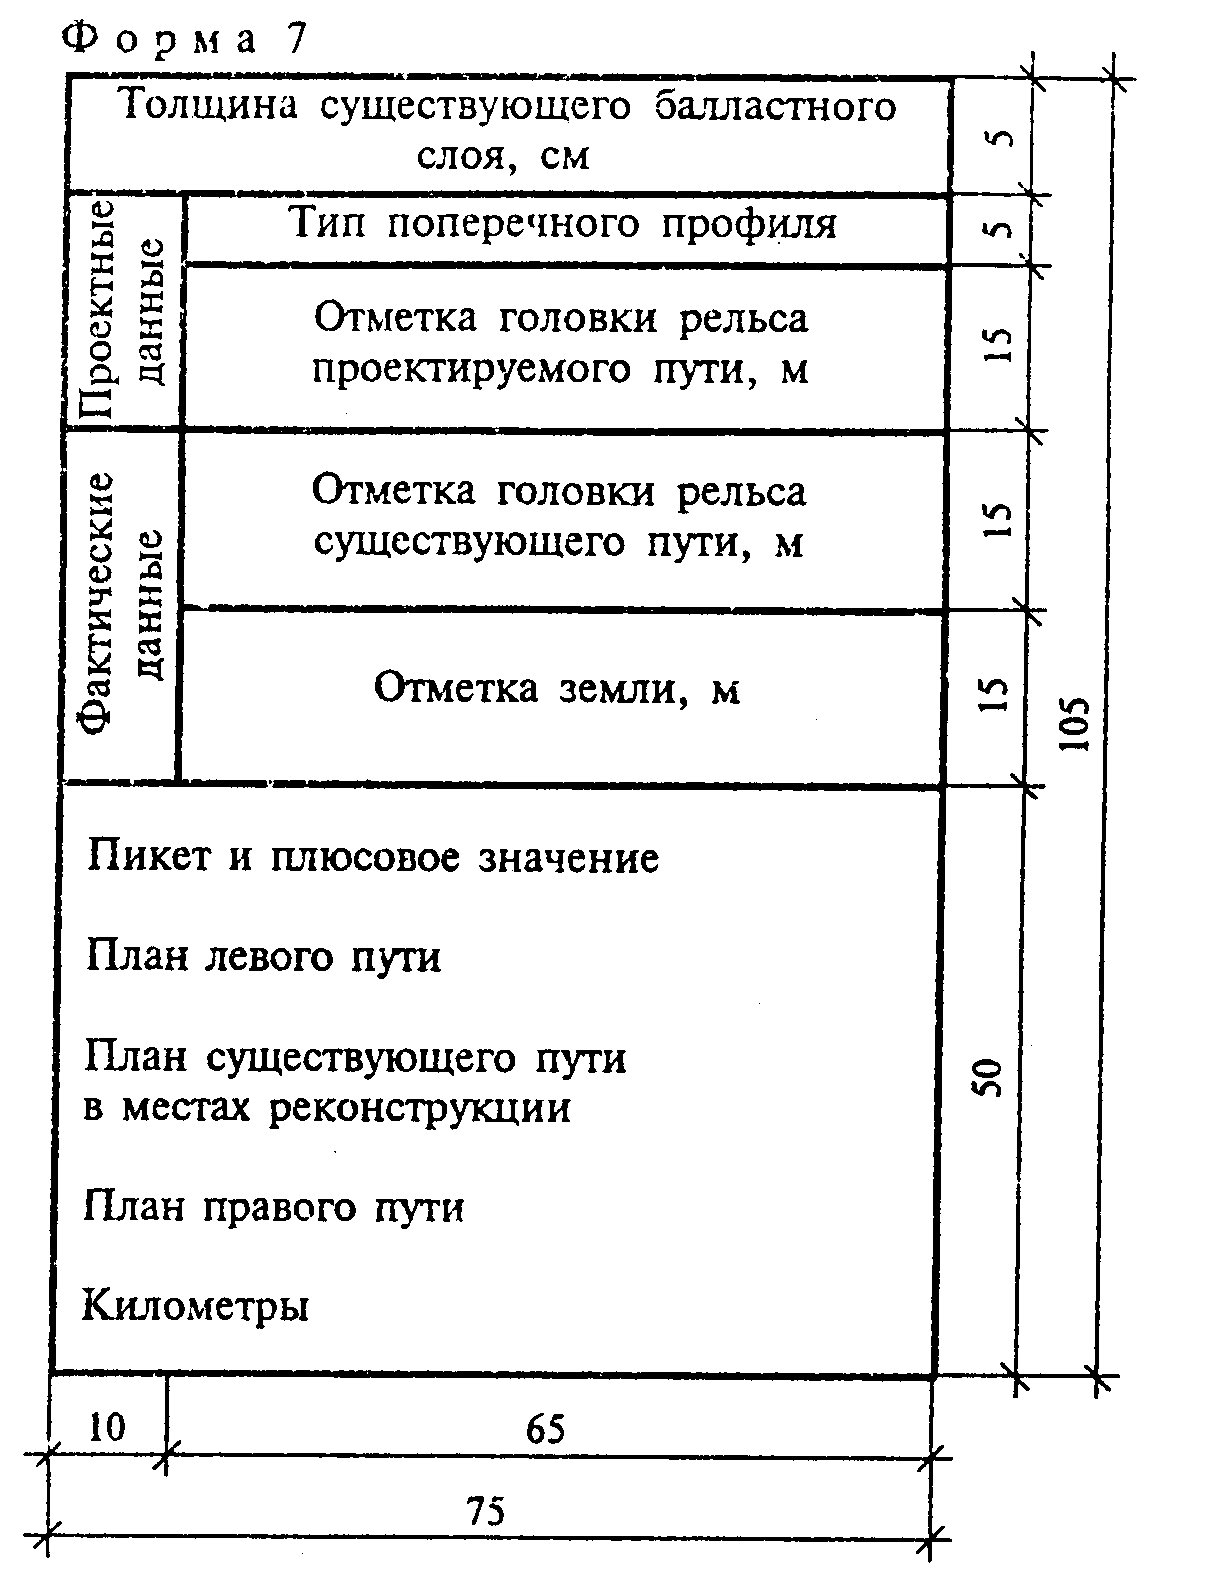 Форма 7
Толщина существующего балластного
слоя, см
5
Проектные
данные
Тип поперечного профиля
5
Отметка головки рельса
проектируемого пути, м
15
Фактические
данные
Отметка головки рельса
существующего пути, м
15
Отметка земли, м
15
105
Пикет и плюсовое значение
План левого пути
План существующего пути
в местах реконструкции
План правого пути
Километры
50
10
65
75